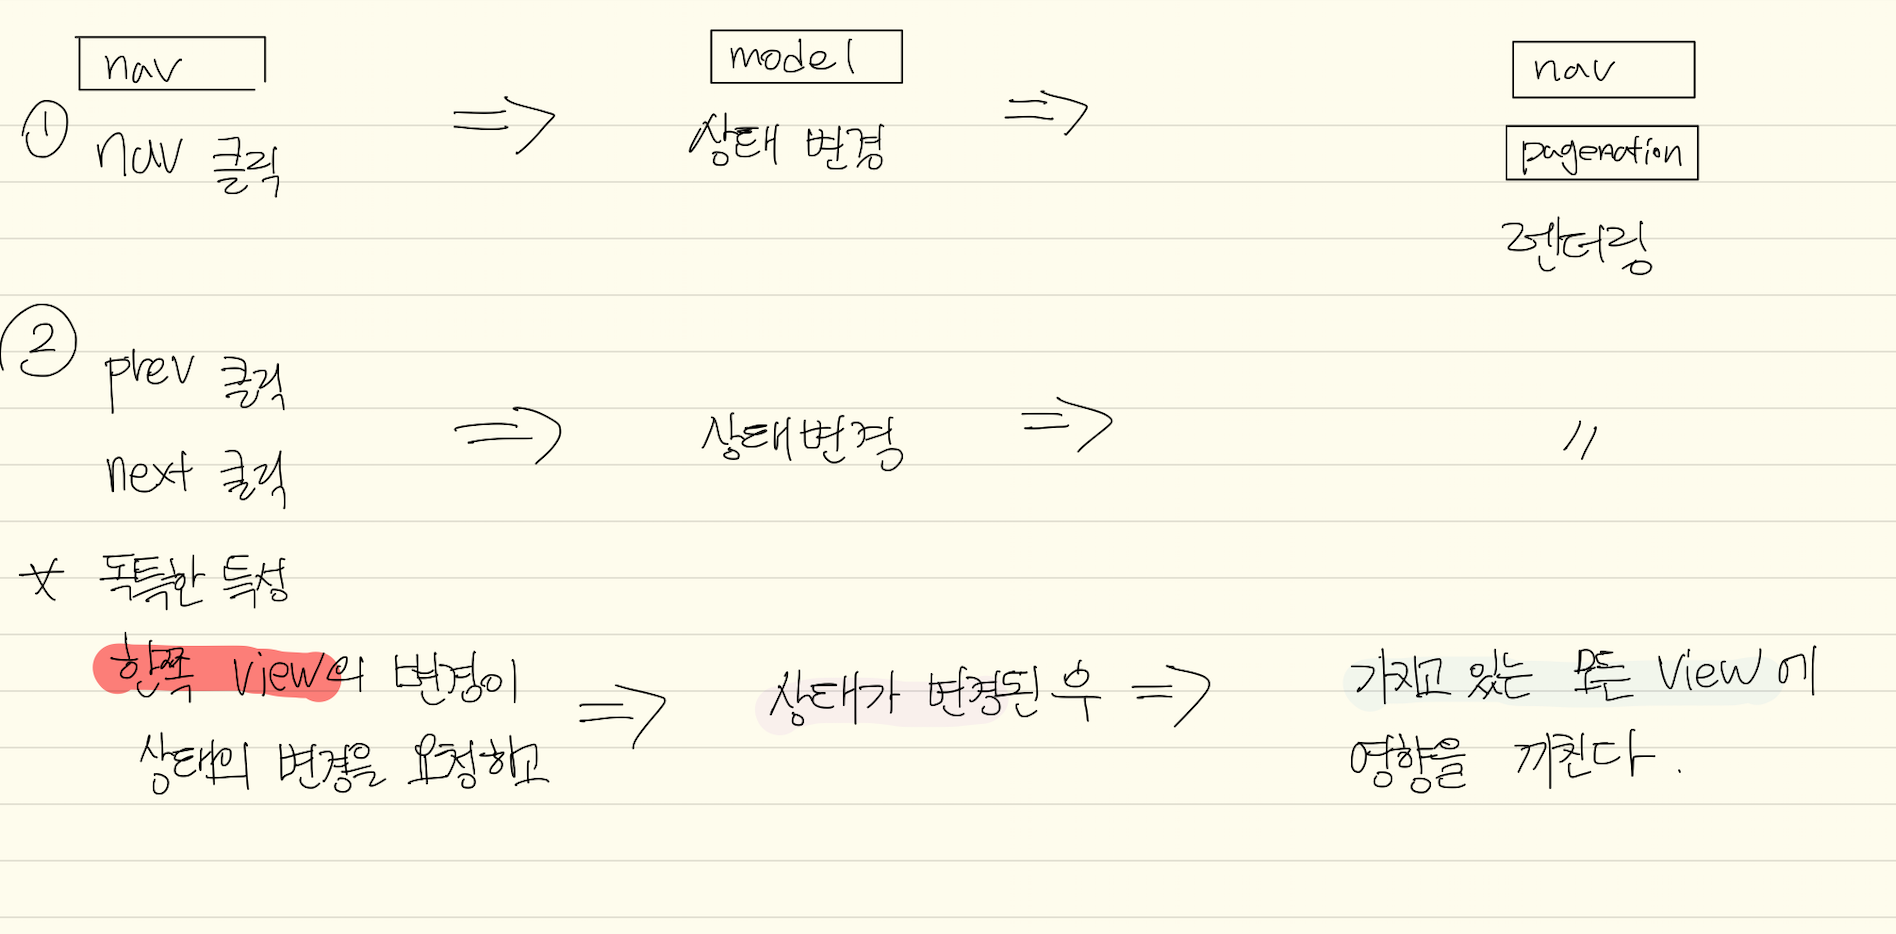 nav
model
nav
① nav 클릭 => 상태 변경 =>
pagenation
렌더링
② prev 클릭
next 클릭
=> 상태변경 => 〃
* 독특한 특성
한쪽 view의 변경이
상태의 변경을 요청하고
=> 상태가 변경된 후 =>
가지고 있는 모든 view에
영향을 끼친다.